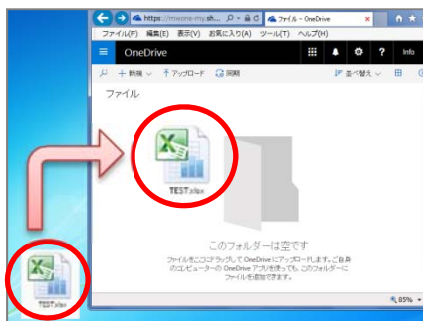 https://mxone-my.sh...
ファイル - OneDrive
ファイル(F) 編集(E) 表示(V) お気に入り(A) ツール(T) ヘルプ(H)
OneDrive
? Info
+ 新規 アップロード 同期 並べ替え
ファイル
TEST.xlsx
このフォルダーは空です
ファイルをここにドラッグして OneDrive にアップロードします。ご自身
のコンピューターの OneDrive アプリを使っても、このフォルダーに
ファイルを追加できます。
TEST.xlsx
85%